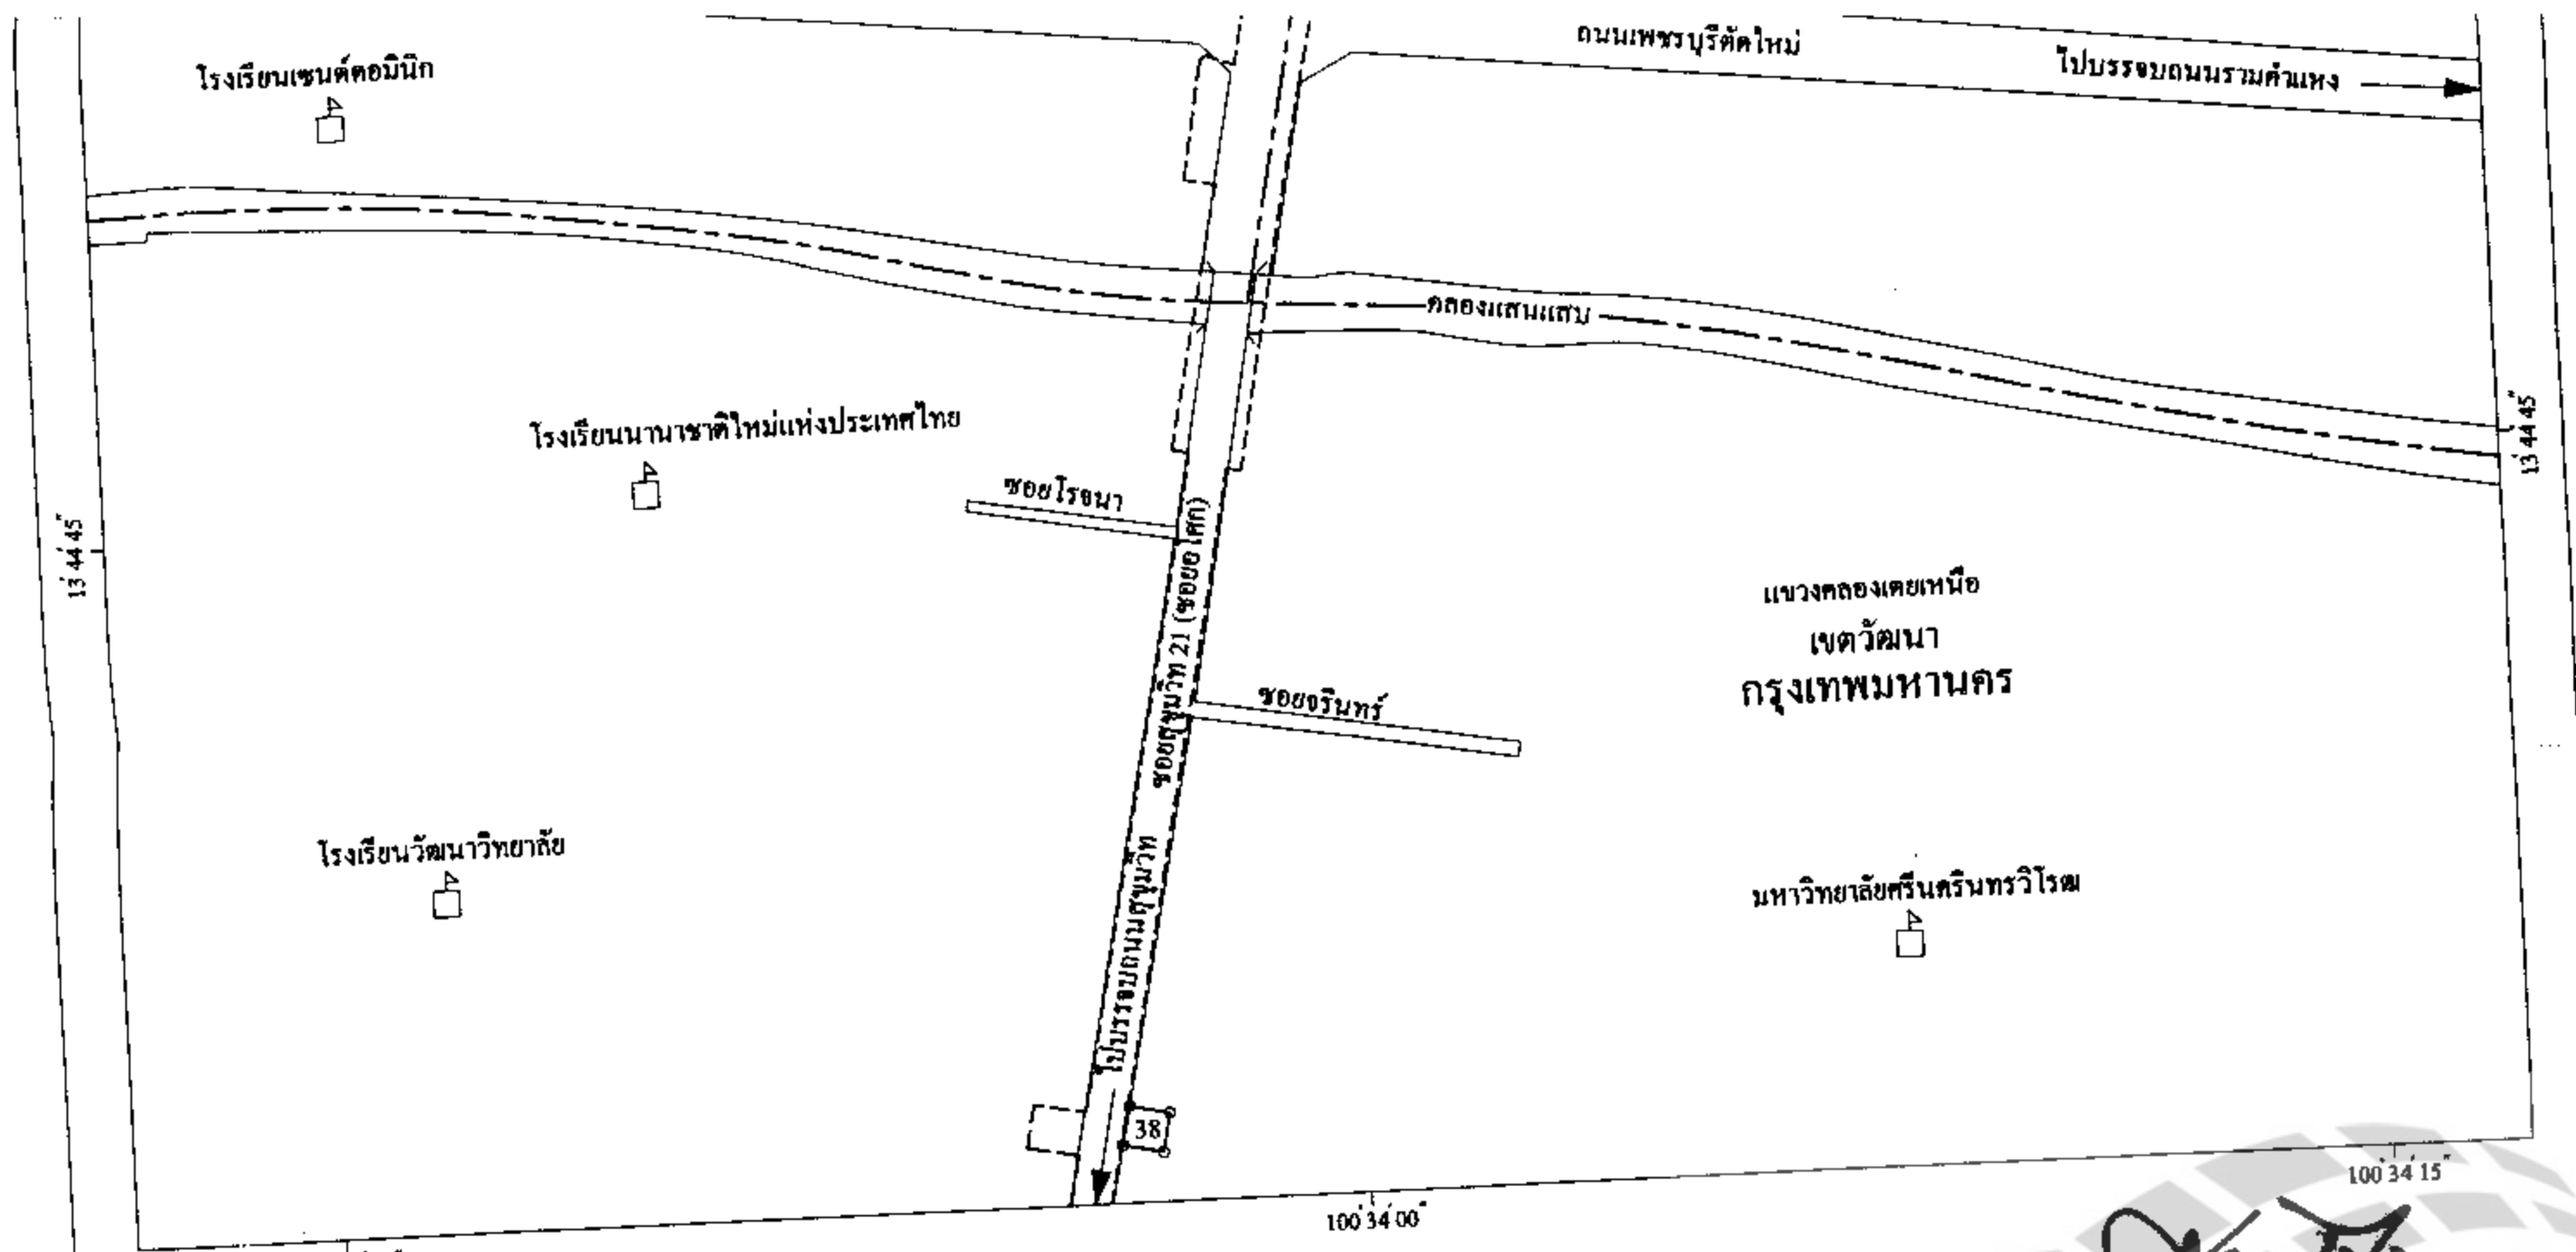 ถนนเพชรบุรีตัดใหม่
ไปบรรจบถนนรามคำแหง
โรงเรียนเซนต์ดอมินิก
คลองแสนแสบ
โรงเรียนนานาชาติใหม่แห่งประเทศไทย
ซอยโรจนา
13 44 45"
13 44 45"
ซอยสุขุมวิท 21 (ซอยอโศก)
แขวงคลองเตยเหนือ
เขตวัฒนา
กรุงเทพมหานคร
ซอยจรินทร์
โรงเรียนวัฒนาวิทยาลัย
ไปบรรจบถนนสุขุมวิท
มหาวิทยาลัยศรีนครินทรวิโรฒ
38
100 34 00"
100 34 15"